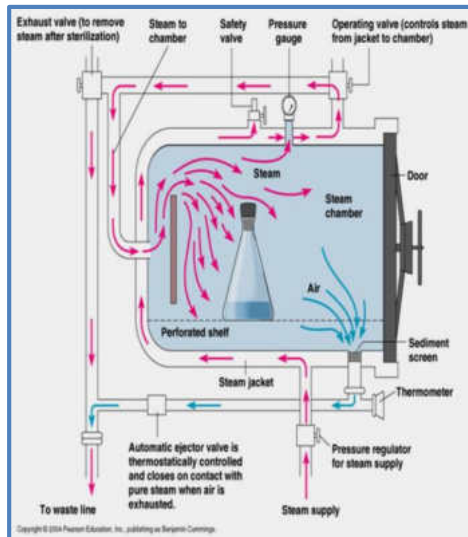 Exhaust valve (to remove
steam after sterilization)
Steam to
chamber
Safety
valve
Pressure
gauge
Operating valve (controls steam
from jacket to chamber)
Steam
Door
Steam
chamber
Air
Perforated shelf
Sediment
screen
Steam jacket
Thermometer
Automatic ejector valve is
thermostatically controlled
and closes on contact with
pure steam when air is
exhausted.
Pressure regulator
for steam supply
To waste line
Steam supply
Copyright © 2004 Pearson Education, Inc., publishing as Benjamin Cummings.